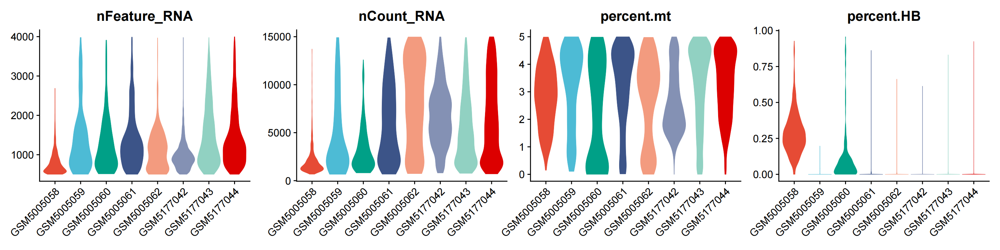 nFeature_RNA
4000
3000
2000
1000
GSM5005058
GSM5005059
GSM5005060
GSM5005061
GSM5005062
GSM5177042
GSM5177043
GSM5177044
nCount_RNA
15000
10000
5000
0
GSM5005058
GSM5005059
GSM5005060
GSM5005061
GSM5005062
GSM5177042
GSM5177043
GSM5177044
percent.mt
5
4
3
2
1
0
GSM5005058
GSM5005059
GSM5005060
GSM5005061
GSM5005062
GSM5177042
GSM5177043
GSM5177044
percent.HB
1.00
0.75
0.50
0.25
0.00
GSM5005058
GSM5005059
GSM5005060
GSM5005061
GSM5005062
GSM5177042
GSM5177043
GSM5177044